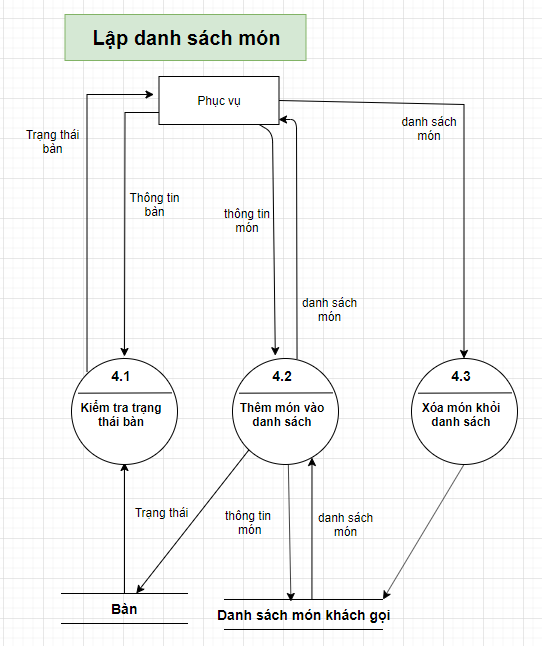 Lập danh sách món
Phục vụ
Trạng thái
bàn
danh sách
món
Thông tin
bàn
thông tin
món
danh sách
món
4.1
Kiểm tra trạng
thái bàn
4.2
Thêm món vào
danh sách
4.3
Xóa món khỏi
danh sách
Trạng thái
thông tin
món
danh sách
món
Bàn
Danh sách món khách gọi